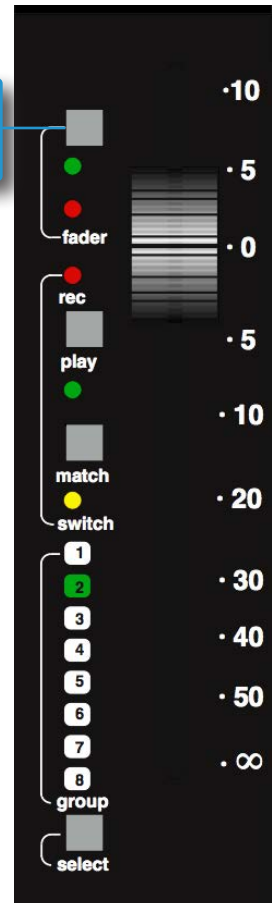 ·10
· 5
fader
· 0
rec
· 5
play
· 10
match
· 20
switch
1
2
· 30
3
· 40
4
5
· 50
6
7
· ∞
8
group
select